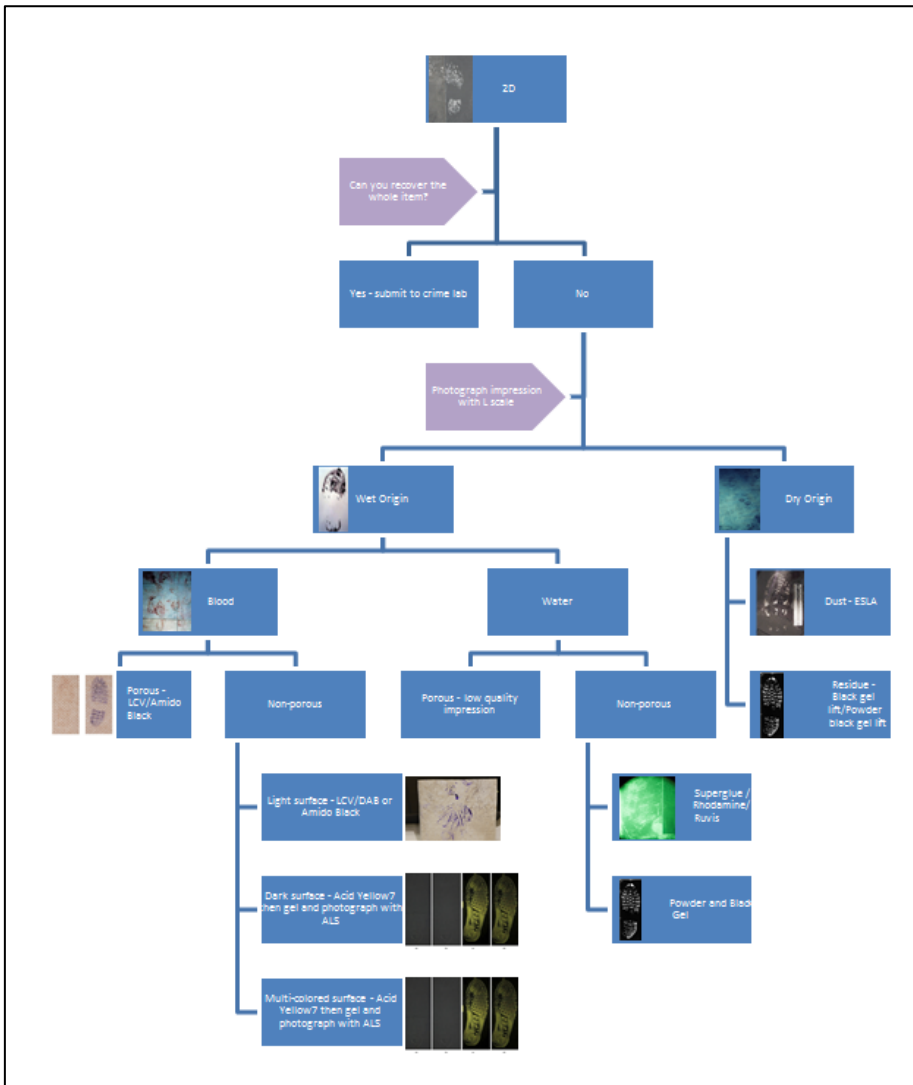 2D
Can you recover the
whole item?
Yes - submit to crime lab
No
Photograph impression
with L scale
Wet Origin
Dry Origin
Blood
Water
Dust - ESLA
Porous -
LCV/Amido
Black
Non-porous
Porous - low quality
impression
Non-porous
Residue -
Black gel
lift/Powder
black gel lift
Light surface - LCV/DAB or
Amido Black
Superglue /
Rhodamine/
Ruvis
Dark surface - Acid Yellow7
then gel and photograph with
ALS
Powder and Blac
Gel
Multi-colored surface - Acid
Yellow7 then gel and
photograph with ALS